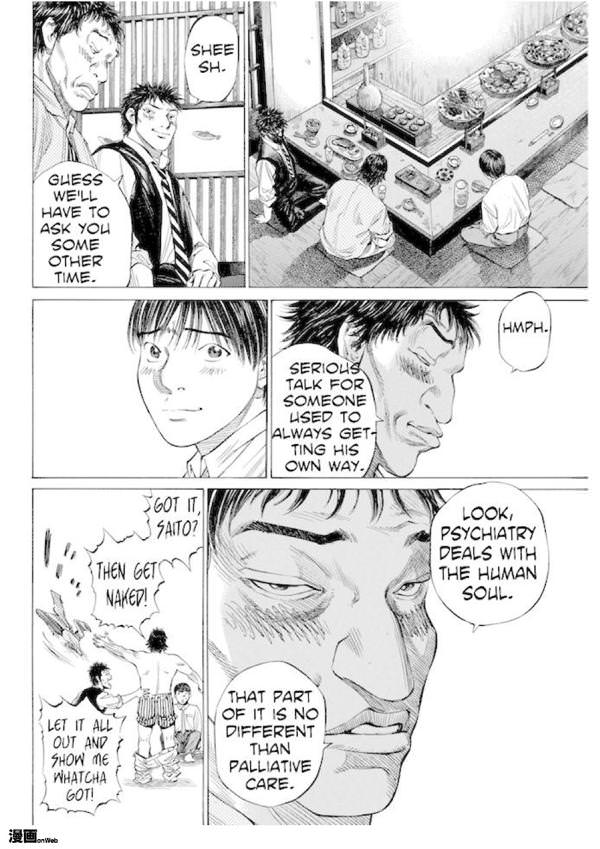 SHEE
SH.
GUESS
WE'LL
HAVE TO
ASK YOU
SOME
OTHER
TIME.
HMPH.
SERIOUS
TALK FOR
SOMEONE
USED TO
ALWAYS GET-
TING HIS
OWN WAY.
LOOK,
PSYCHIATRY
DEALS WITH
THE HUMAN
SOUL.
THAT PART
OF IT IS NO
DIFFERENT
THAN
PALLIATIVE
CARE.
GOT IT,
SAITO?
THEN GET
NAKED!
LET IT ALL
OUT AND
SHOW ME
WHATCHA
GOT!
漫画onWeb